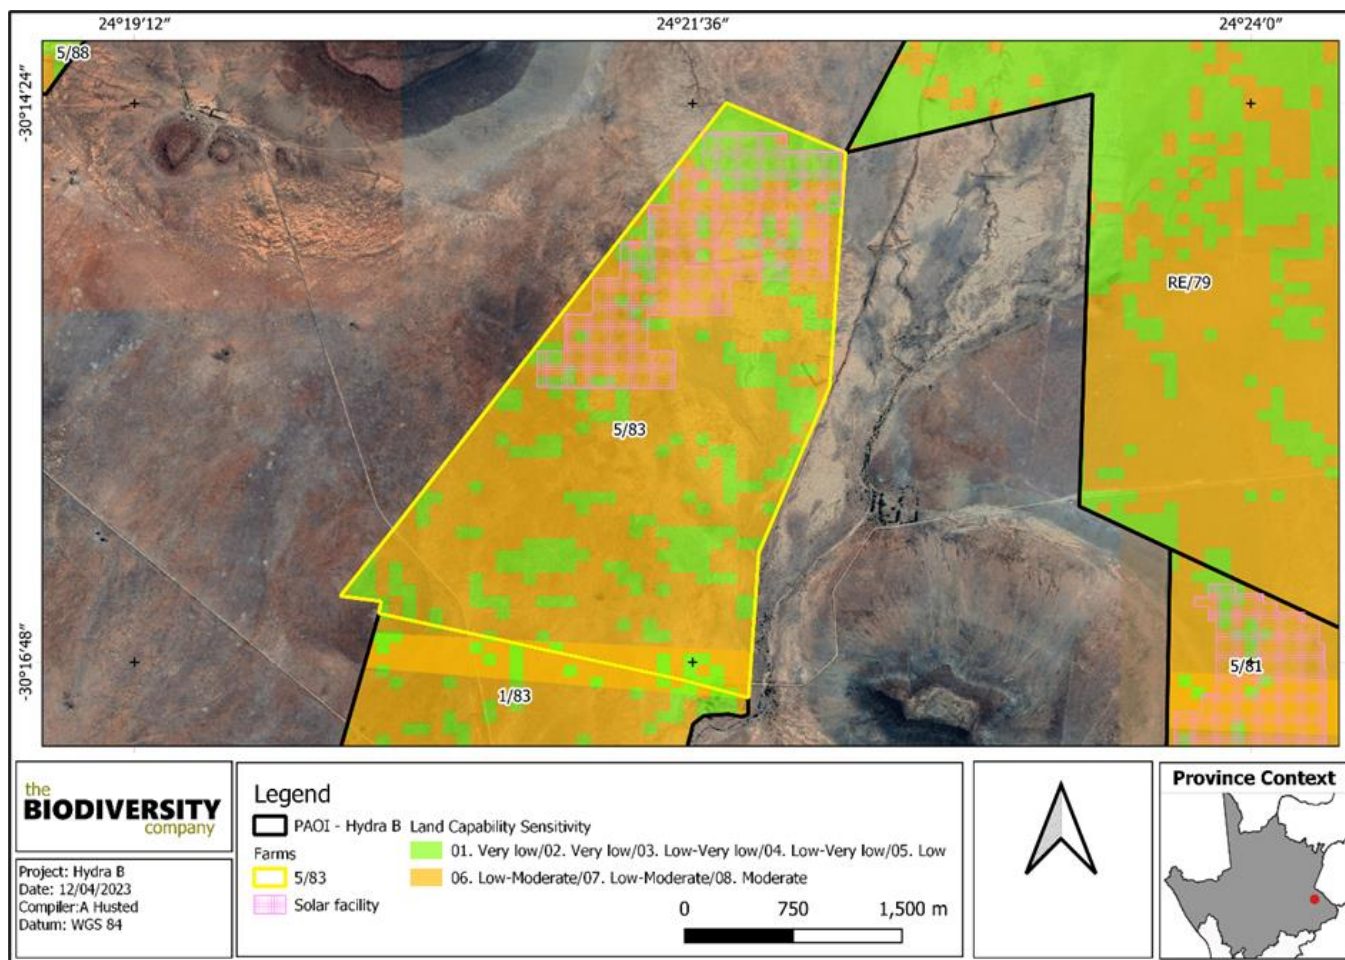 24°19′12″ 24°21′36″ 24°24′0″
-30°14′24″
-30°16′48″
5/88
RE/79
5/83
5/81
1/83
the
BIODIVERSITY
company
Project: Hydra B
Date: 12/04/2023
Compiler:A Husted
Datum: WGS 84
Legend
PAOI - Hydra B
Farms
5/83
Solar facility
Land Capability Sensitivity
01. Very low/02. Very low/03. Low-Very low/04. Low-Very low/05. Low
06. Low-Moderate/07. Low-Moderate/08. Moderate
0 750 1,500 m
Province Context